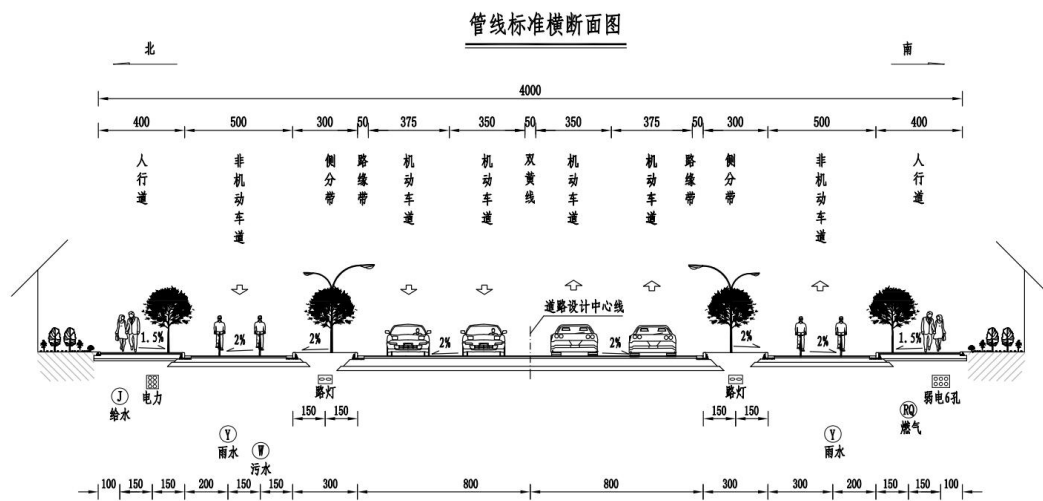 管线标准横断面图
北
南
4000
400 500 300 50 375 350 50 350 375 50 300 500 400
人行道
非机动车道
侧分带
路缘带
机动车道
机动车道
双黄线
机动车道
机动车道
路缘带
侧分带
非机动车道
人行道
道路设计中心线
1.5% 2% 2% 2% 2% 2% 2% 1.5%
J
给水
电力
路灯
路灯
RQ
燃气
弱电6孔
150 150
150 150
Y
雨水
W
污水
Y
雨水
100 150 150 200 150 150 300 800 800 300 300 200 150 150 100